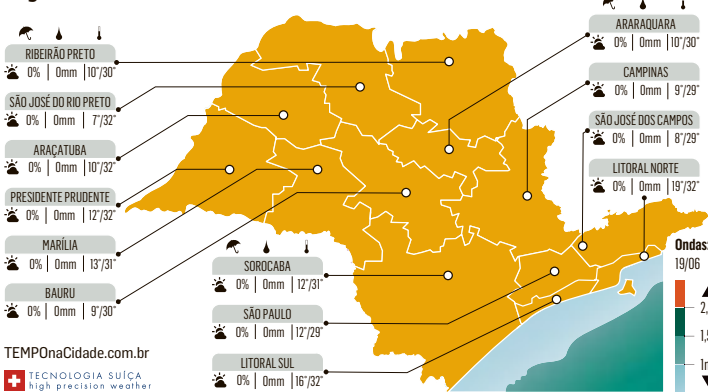 RIBEIRÃO PRETO
0% | 0mm | 10°/30°
SÃO JOSÉ DO RIO PRETO
0% | 0mm | 7°/32°
ARAÇATUBA
0% | 0mm | 10°/32°
PRESIDENTE PRUDENTE
0% | 0mm | 12°/32°
MARÍLIA
0% | 0mm | 13°/31°
BAURU
0% | 0mm | 9°/30°
SOROCABA
0% | 0mm | 12°/31°
SÃO PAULO
0% | 0mm | 12°/29°
LITORAL SUL
0% | 0mm | 16°/32°
ARARAQUARA
0% | 0mm | 10°/30°
CAMPINAS
0% | 0mm | 9°/29°
SÃO JOSÉ DOS CAMPOS
0% | 0mm | 8°/29°
LITORAL NORTE
0% | 0mm | 19°/32°
Ondas:
19/06
2,
1,5
1m
TEMPOnaCidade.com.br
TECNOLOGIA SUÍÇA
high precision weather